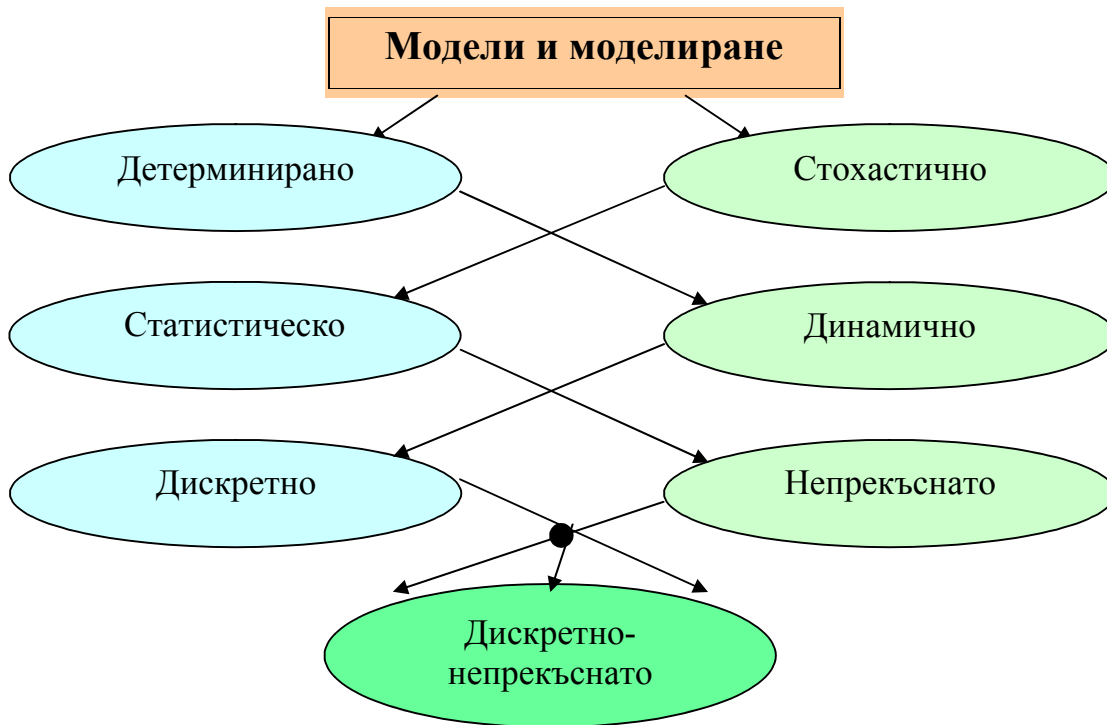 Модели и моделиране
Детерминирано
Стохастично
Статистическо
Динамично
Дискретно
Непрекъснато
Дискретно-
непрекъснато